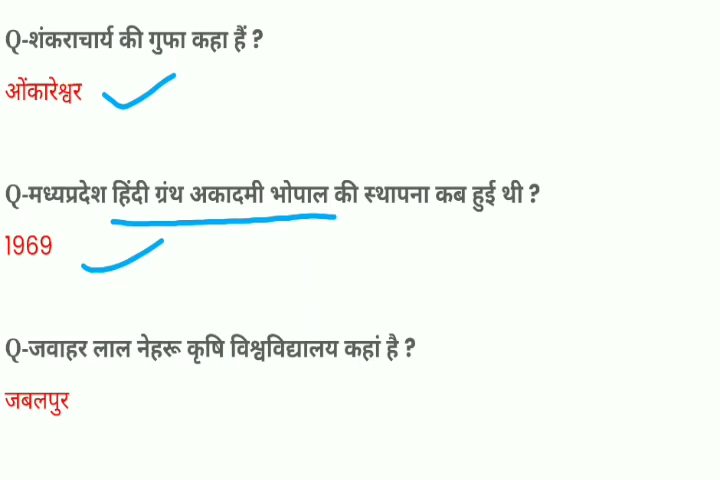 Q-शंकराचार्य की गुफा कहा हैं ?
ओंकारेश्वर
Q-मध्यप्रदेश हिंदी ग्रंथ अकादमी भोपाल की स्थापना कब हुई थी ?
1969
Q-जवाहर लाल नेहरू कृषि विश्वविद्यालय कहां है ?
जबलपुर